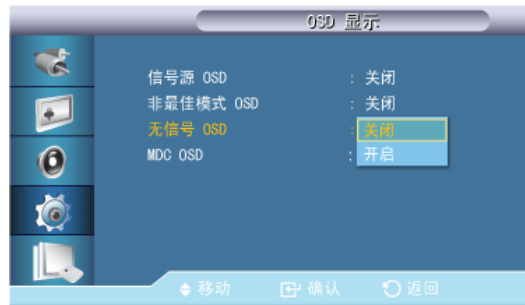 OSD 显示
信号源 OSD : 关闭
非最佳模式 OSD : 关闭
无信号 OSD : 关闭
MDC OSD : 开启
移动 确认 返回